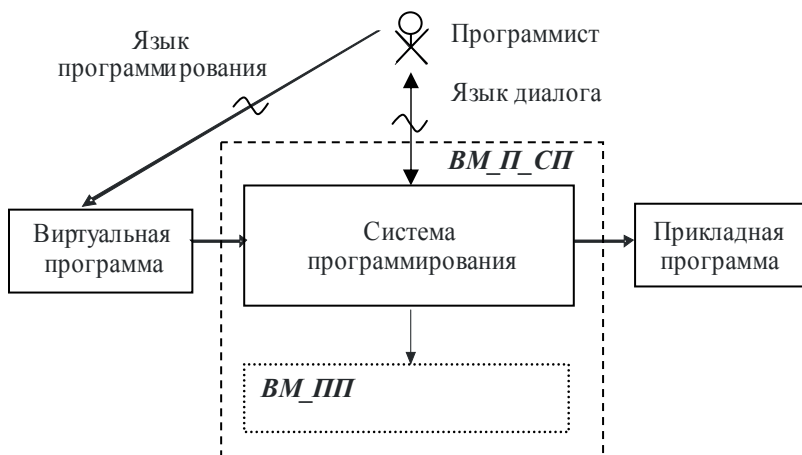 Язык
программирования
Программист
Язык диалога
ВМ_П_СП
Виртуальная
программа
Система
программирования
Прикладная
программа
ВМ_ПП